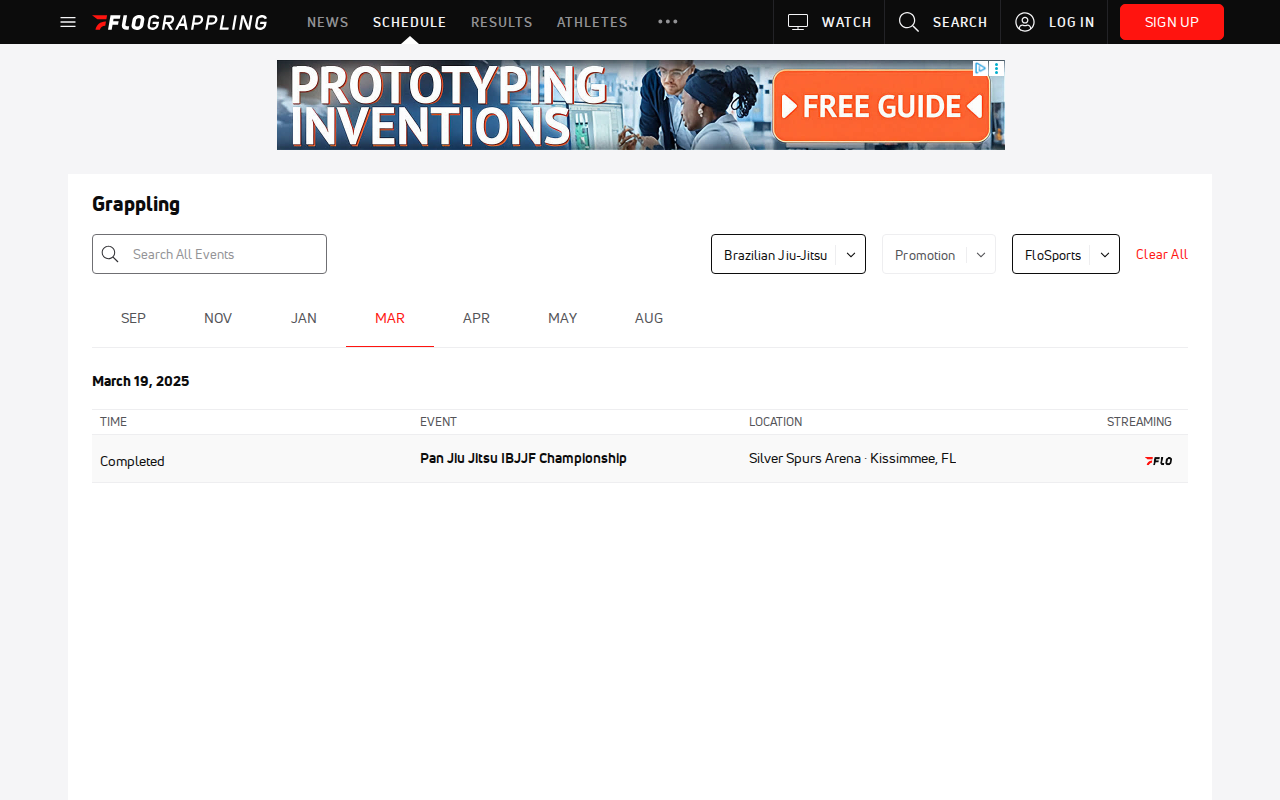 FLOGRAPPLING NEWS SCHEDULE RESULTS ATHLETES WATCH SEARCH LOG IN SIGN UP
PROTOTYPING
INVENTIONS
FREE GUIDE
Grappling
Search All Events
Brazilian Jiu-Jitsu
Promotion
FloSports
Clear All
SEP NOV JAN MAR APR MAY AUG
March 19, 2025
TIME EVENT LOCATION STREAMING
Completed Pan Jiu Jitsu IBJJF Championship Silver Spurs Arena · Kissimmee, FL FLO